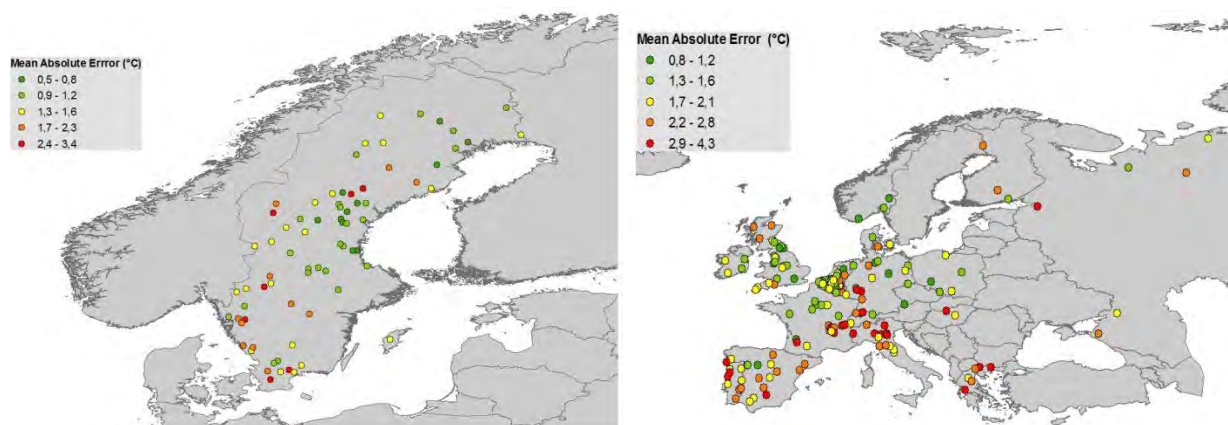 Mean Absolute Errror (°C)
0,5 - 0,8
0,9 - 1,2
1,3 - 1,6
1,7 - 2,3
2,4 - 3,4
Mean Absolute Error (°C)
0,8 - 1,2
1,3 - 1,6
1,7 - 2,1
2,2 - 2,8
2,9 - 4,3